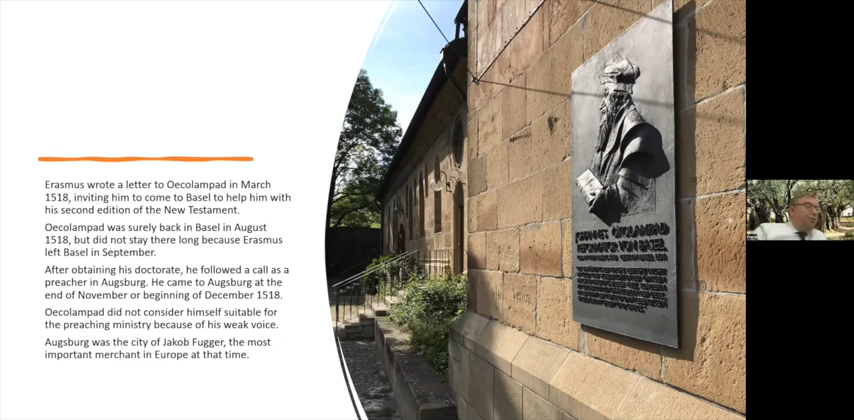 Erasmus wrote a letter to Oecolampad in March
1518, inviting him to come to Basel to help him with
his second edition of the New Testament.
Oecolampad was surely back in Basel in August
1518, but did not stay there long because Erasmus
left Basel in September.
After obtaining his doctorate, he followed a call as a
preacher in Augsburg. He came to Augsburg at the
end of November or beginning of December 1518.
Oecolampad did not consider himself suitable for
the preaching ministry because of his weak voice.
Augsburg was the city of Jakob Fugger, the most
important merchant in Europe at that time.
REFORMATOR VON BASEL